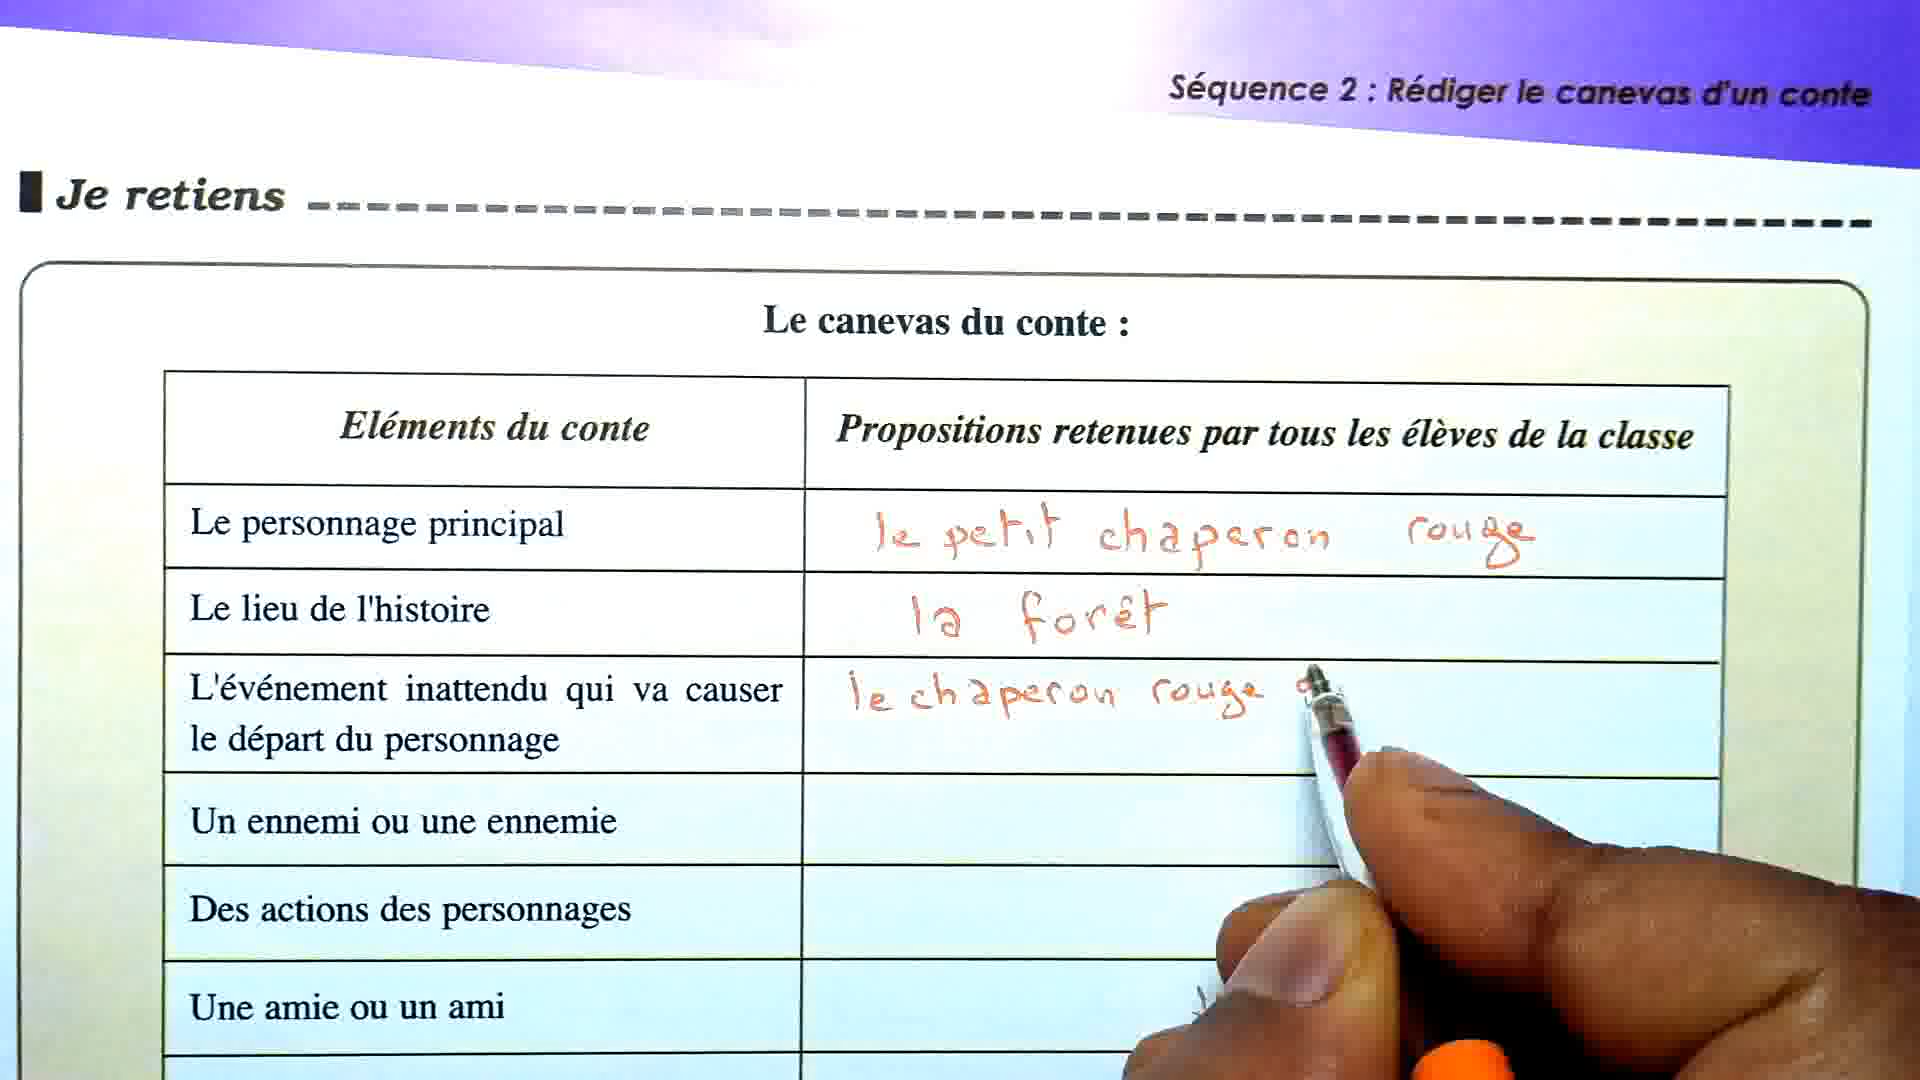 Séquence 2 : Rédiger le canevas d'un conte
Je retiens
Le canevas du conte :
Eléments du conte
Propositions retenues par tous les élèves de la classe
Le personnage principal
le petit chaperon rouge
Le lieu de l'histoire
la forêt
L'événement inattendu qui va causer
le départ du personnage
le chaperon rouge
Un ennemi ou une ennemie
Des actions des personnages
Une amie ou un ami